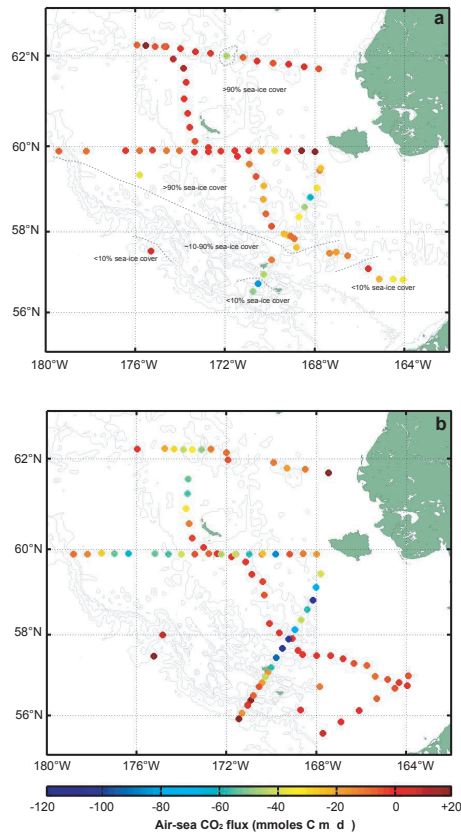 a
62°N
>90% sea-ice cover
60°N
>90% sea-ice cover
58°N
~10-90% sea-ice cover
<10% sea-ice cover
<10% sea-ice cover
<10% sea-ice cover
56°N
180°W 176°W 172°W 168°W 164°W
b
62°N
60°N
58°N
56°N
180°W 176°W 172°W 168°W 164°W
-120 -100 -80 -60 -40 -20 0 +20
Air-sea CO₂ flux (mmoles C m d )